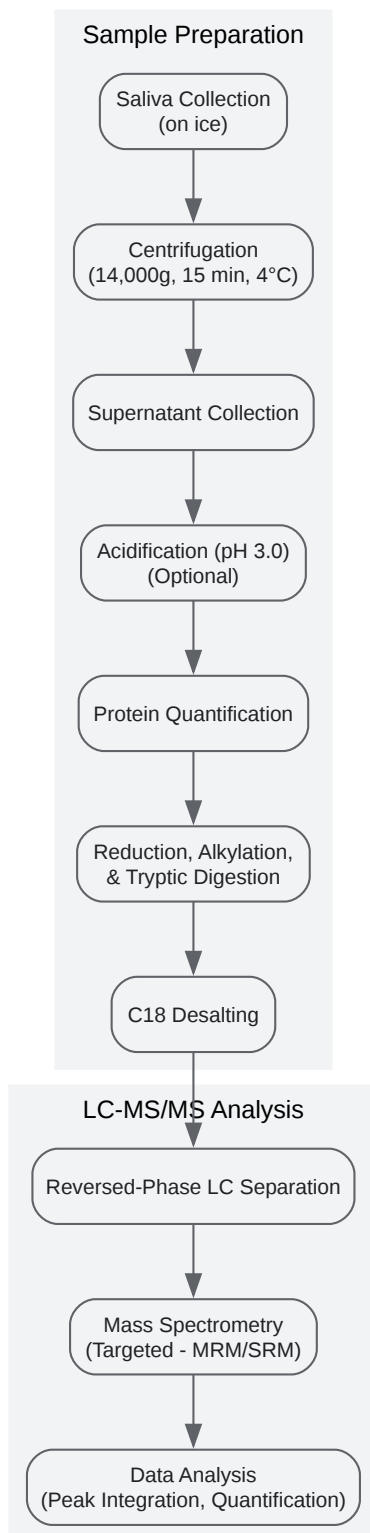 Sample Preparation
Saliva Collection
(on ice)
Centrifugation
(14,000g, 15 min, 4°C)
Supernatant Collection
Acidification (pH 3.0)
(Optional)
Protein Quantification
Reduction, Alkylation,
& Tryptic Digestion
C18 Desalting
LC-MS/MS Analysis
Reversed-Phase LC Separation
Mass Spectrometry
(Targeted - MRM/SRM)
Data Analysis
(Peak Integration, Quantification)